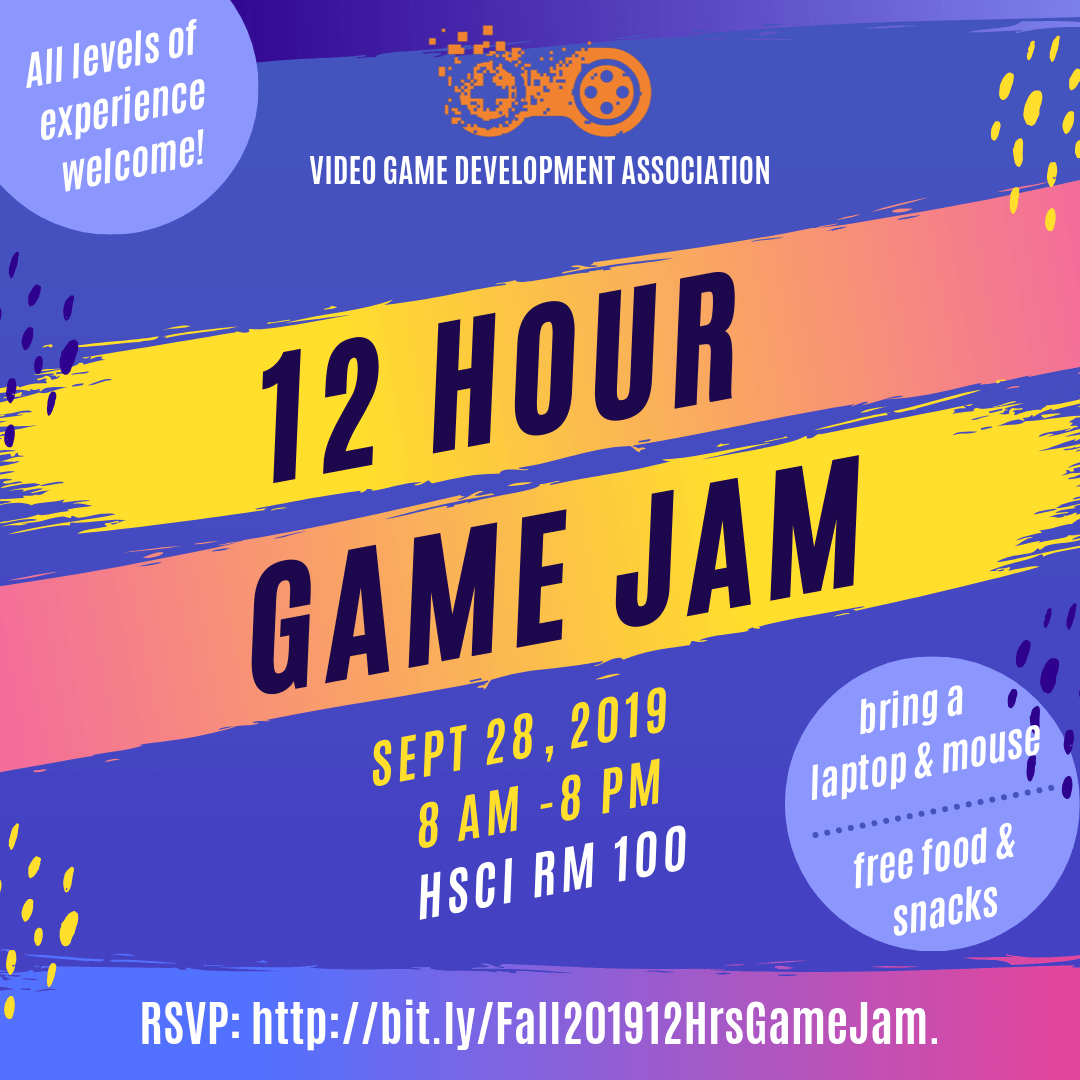 All levels of
experience
welcome!
VIDEO GAME DEVELOPMENT ASSOCIATION
12 HOUR
GAME JAM
SEPT 28, 2019
8 AM -8 PM
HSCI RM 100
bring a
laptop & mouse
free food &
snacks
RSVP: http://bit.ly/Fall201912HrsGameJam.